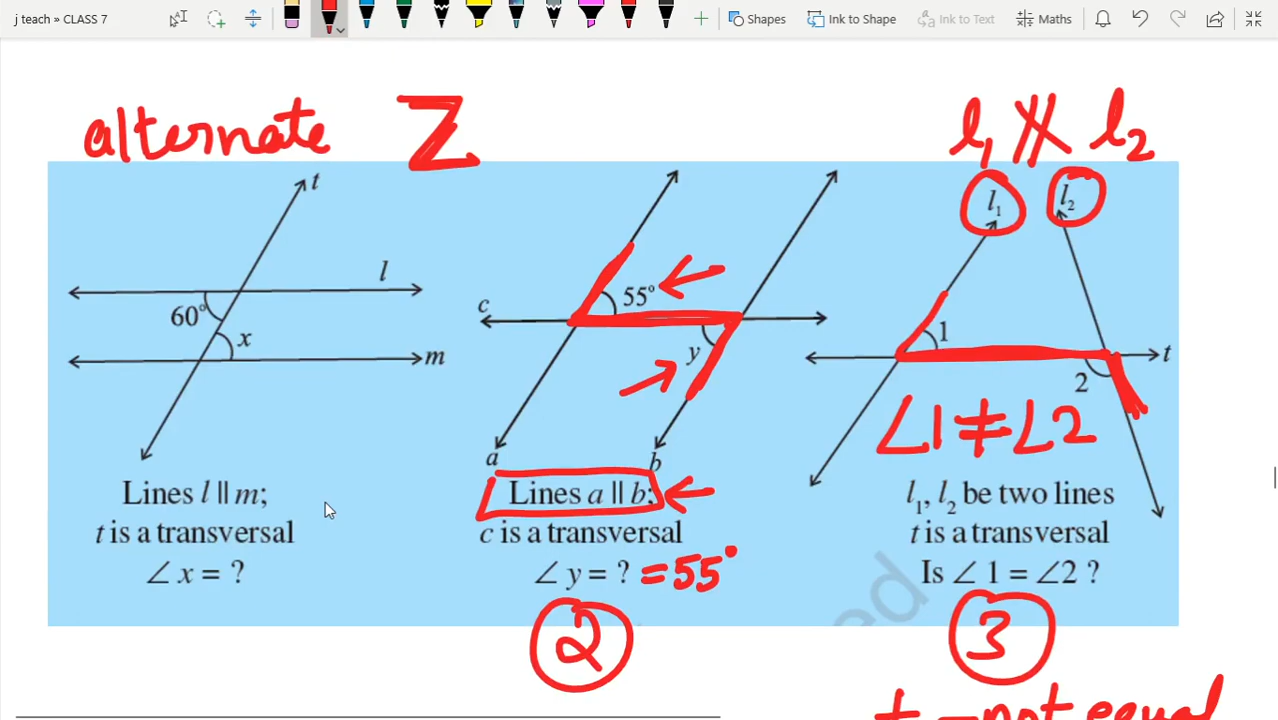 j teach » CLASS 7
Shapes
Ink to Shape
Ink to Text
Maths
alternate Z
l₁ ∦ l₂
t
l
60°
x
m
c
55°
y
a
b
l₁
l₂
1
2
t
∠1≠∠2
Lines l || m;
t is a transversal
∠ x = ?
Lines a || b;
c is a transversal
∠ y = ? =55°
2
l₁, l₂ be two lines
t is a transversal
Is ∠ 1 = ∠2 ?
3
not equal